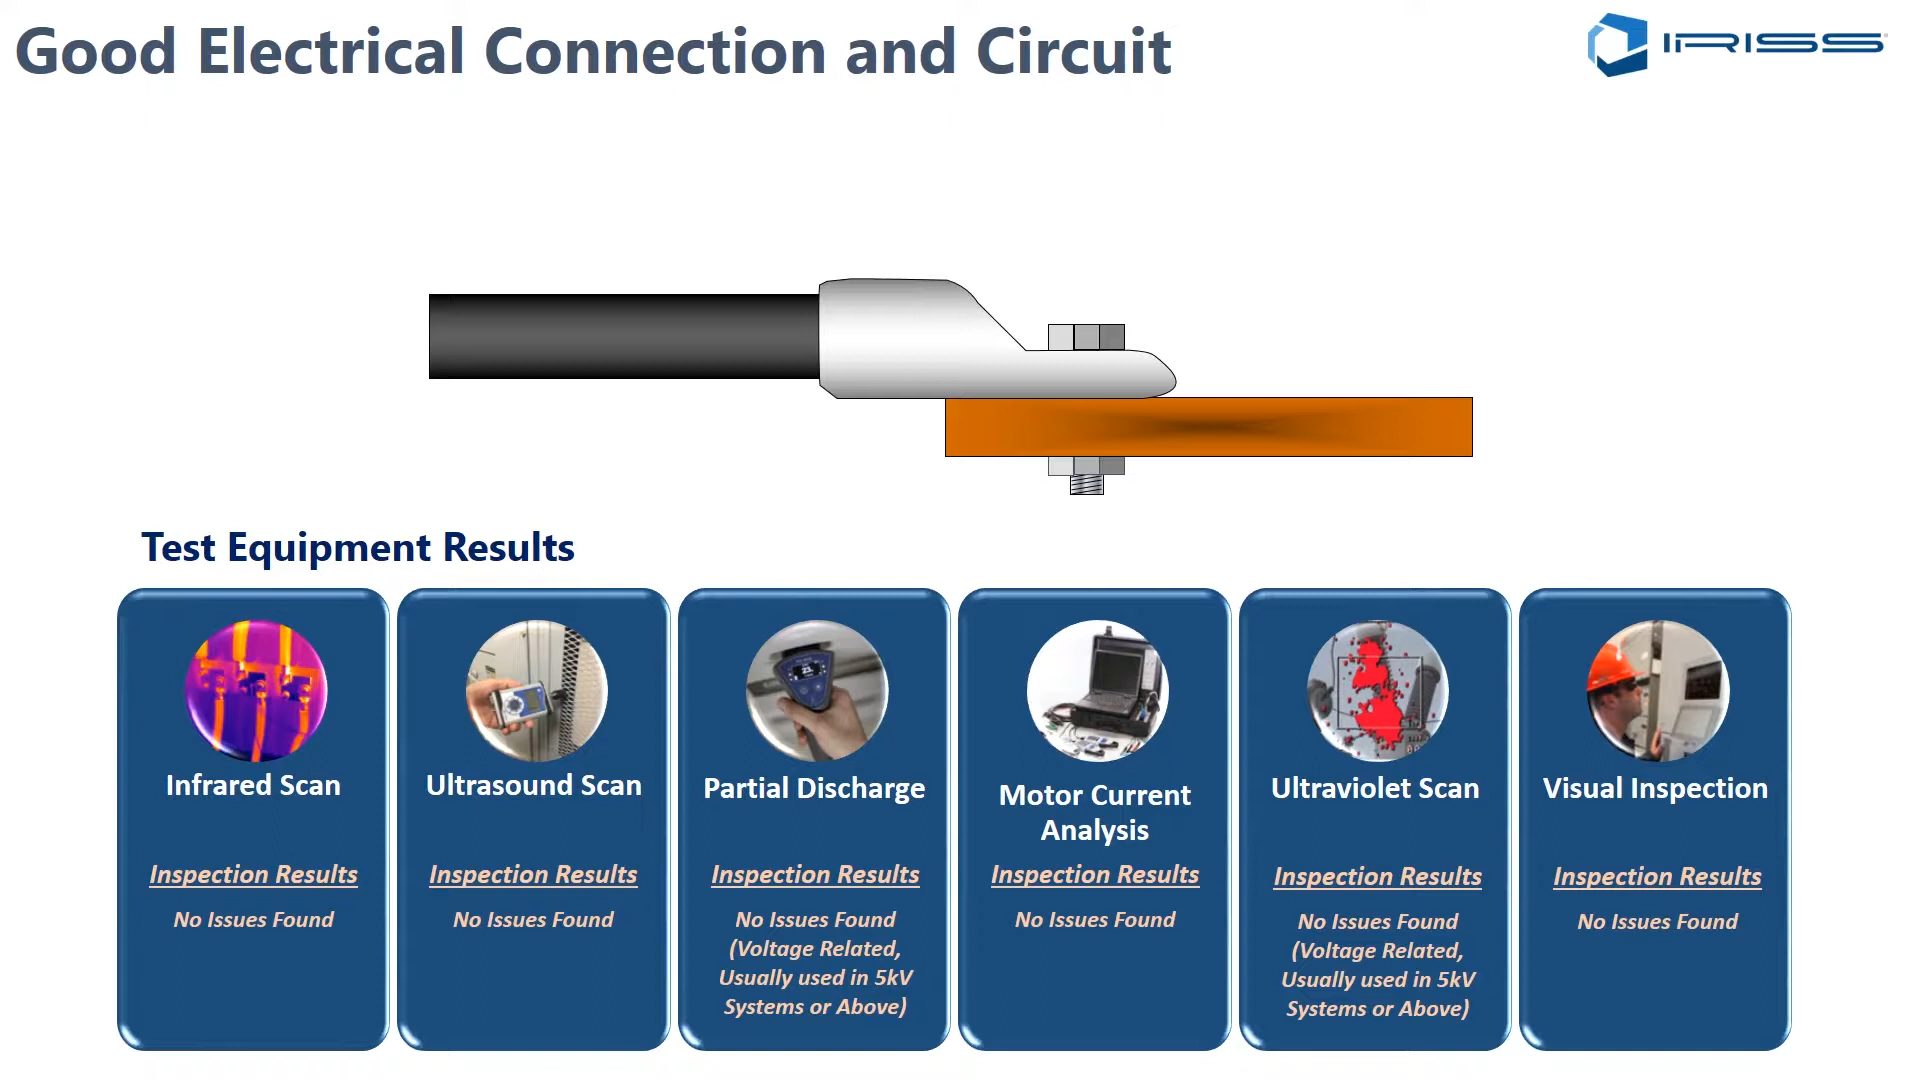 Good Electrical Connection and Circuit
IRISS
Test Equipment Results
Infrared Scan
Inspection Results
No Issues Found
Ultrasound Scan
Inspection Results
No Issues Found
Partial Discharge
Inspection Results
No Issues Found
(Voltage Related,
Usually used in 5kV
Systems or Above)
Motor Current
Analysis
Inspection Results
No Issues Found
Ultraviolet Scan
Inspection Results
No Issues Found
(Voltage Related,
Usually used in 5kV
Systems or Above)
Visual Inspection
Inspection Results
No Issues Found